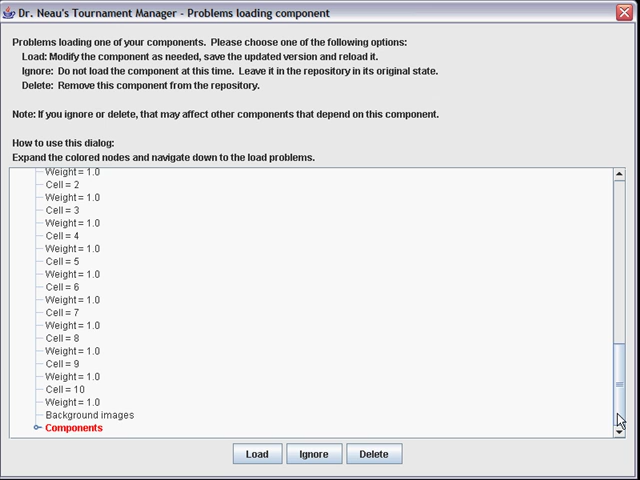 Dr. Neau's Tournament Manager - Problems loading component
Problems loading one of your components.  Please choose one of the following options:
Load: Modify the component as needed, save the updated version and reload it.
Ignore:  Do not load the component at this time.  Leave it in the repository in its original state.
Delete:  Remove this component from the repository.
Note: If you ignore or delete, that may affect other components that depend on this component.
How to use this dialog:
Expand the colored nodes and navigate down to the load problems.
Weight = 1.0
Cell = 2
Weight = 1.0
Cell = 3
Weight = 1.0
Cell = 4
Weight = 1.0
Cell = 5
Weight = 1.0
Cell = 6
Weight = 1.0
Cell = 7
Weight = 1.0
Cell = 8
Weight = 1.0
Cell = 9
Weight = 1.0
Cell = 10
Weight = 1.0
Background images
Components
Load Ignore Delete